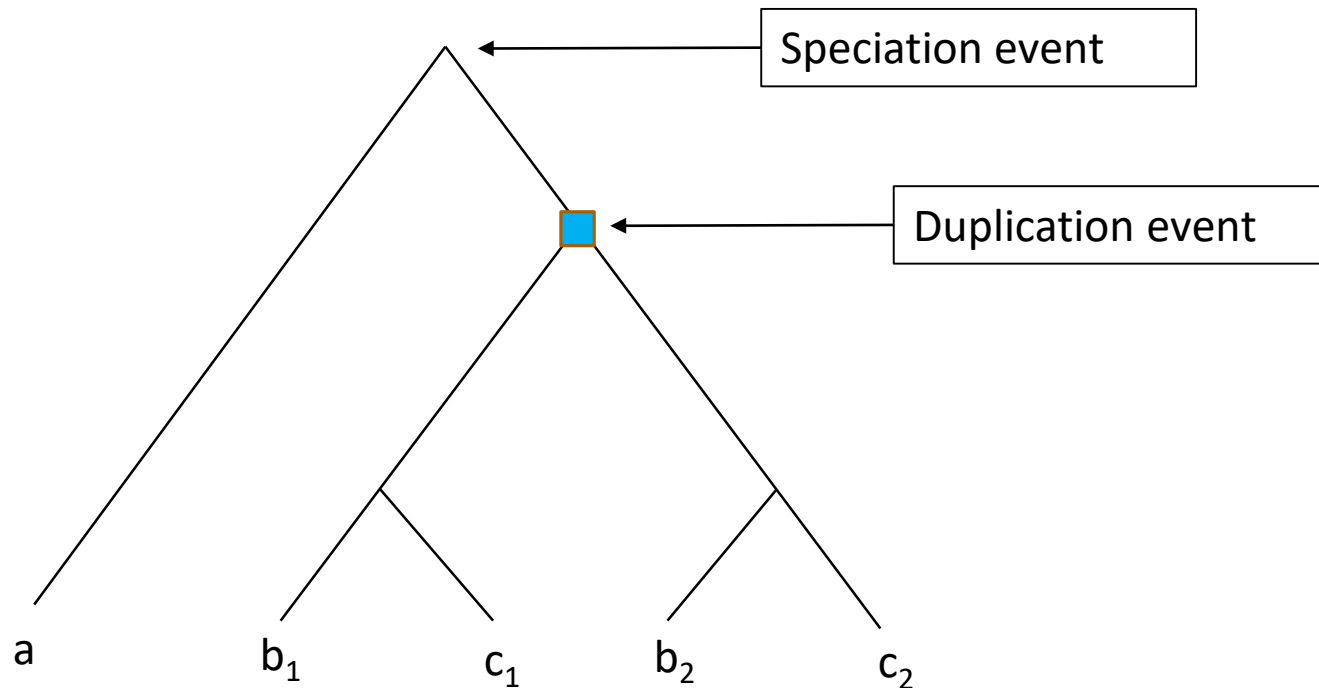 Speciation event
Duplication event
a
b₁
c₁
b₂
c₂